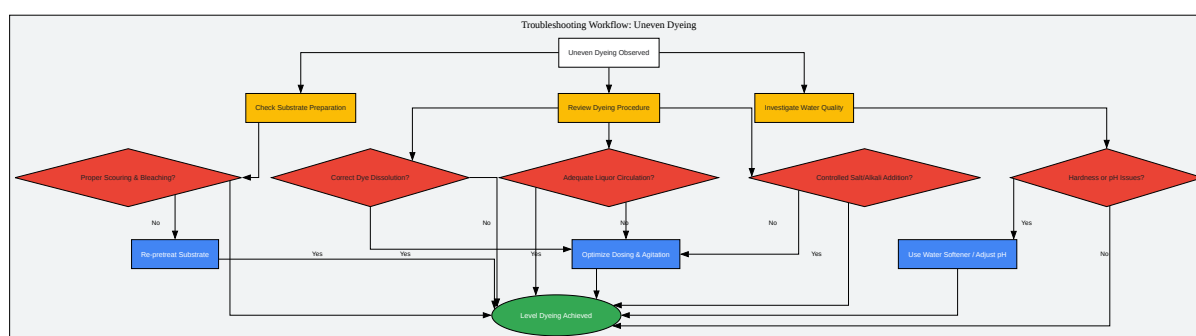 Troubleshooting Workflow: Uneven Dyeing
Uneven Dyeing Observed
Check Substrate Preparation
Review Dyeing Procedure
Investigate Water Quality
Proper Scouring & Bleaching?
Correct Dye Dissolution?
Adequate Liquor Circulation?
Controlled Salt/Alkali Addition?
Hardness or pH Issues?
No
No
No
No
Yes
Re-pretreat Substrate
Yes
Yes
Yes
Optimize Dosing & Agitation
Yes
Use Water Softener / Adjust pH
No
Level Dyeing Achieved